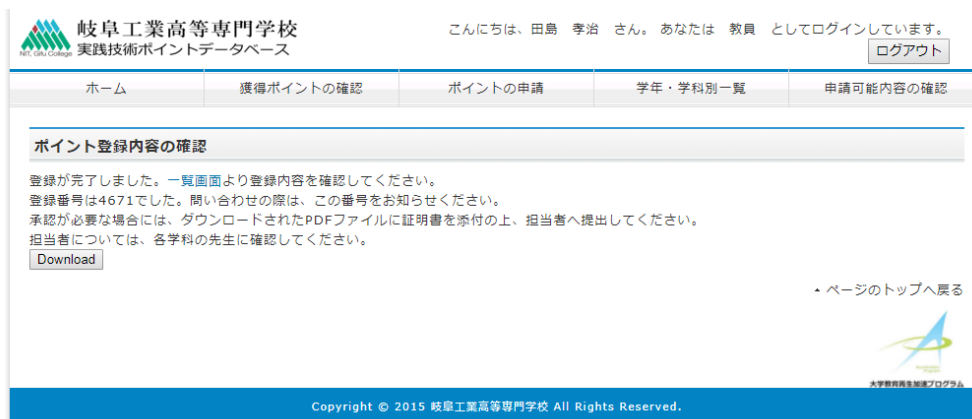 岐阜工業高等専門学校
実践技術ポイントデータベース
NIT, Gifu College
こんにちは、田島 孝治 さん。 あなたは 教員 としてログインしています。
ログアウト
ホーム 獲得ポイントの確認 ポイントの申請 学年・学科別一覧 申請可能内容の確認
ポイント登録内容の確認
登録が完了しました。一覧画面より登録内容を確認してください。
登録番号は4671でした。問い合わせの際は、この番号をお知らせください。
承認が必要な場合には、ダウンロードされたPDFファイルに証明書を添付の上、担当者へ提出してください。
担当者については、各学科の先生に確認してください。
Download
ページのトップへ戻る
大学教育再生加速プログラム
Copyright © 2015 岐阜工業高等専門学校 All Rights Reserved.